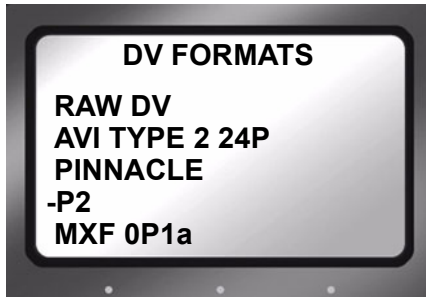 DV FORMATS
RAW DV
AVI TYPE 2 24P
PINNACLE
-P2
MXF 0P1a